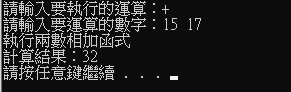 請輸入要執行的運算：+
請輸入要運算的數字：15 17
執行兩數相加函式
計算結果：32
請按任意鍵繼續 . . .